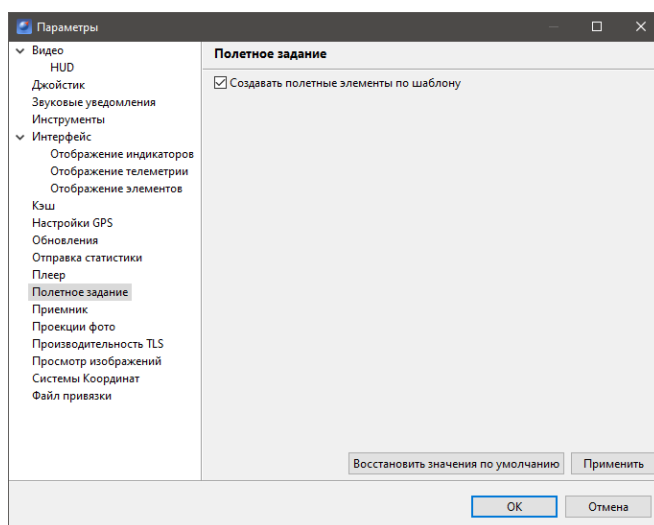 Параметры
Видео
HUD
Джойстик
Звуковые уведомления
Инструменты
Интерфейс
Отображение индикаторов
Отображение телеметрии
Отображение элементов
Кэш
Настройки GPS
Обновления
Отправка статистики
Плеер
Полетное задание
Приемник
Проекции фото
Производительность TLS
Просмотр изображений
Системы Координат
Файл привязки
Полетное задание
Создавать полетные элементы по шаблону
Восстановить значения по умолчанию
Применить
OK
Отмена